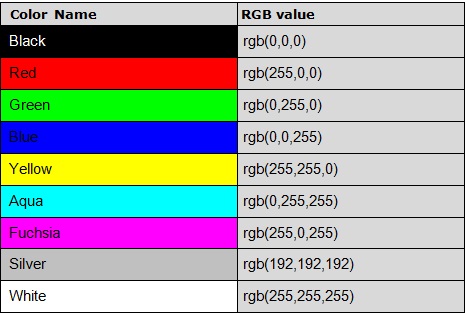 Color Name RGB value
Black rgb(0,0,0)
Red rgb(255,0,0)
Green rgb(0,255,0)
Blue rgb(0,0,255)
Yellow rgb(255,255,0)
Aqua rgb(0,255,255)
Fuchsia rgb(255,0,255)
Silver rgb(192,192,192)
White rgb(255,255,255)